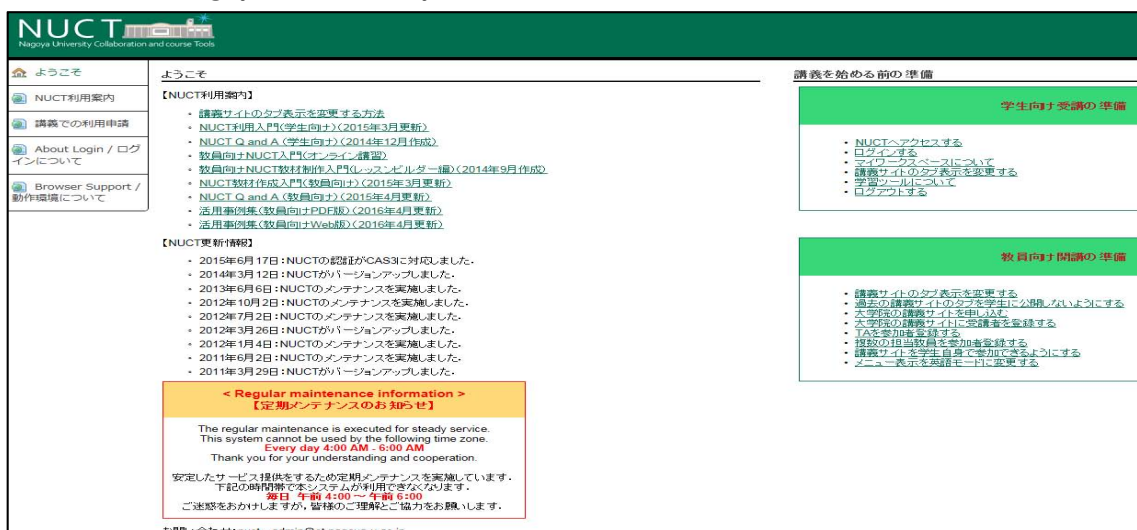 NUCT
Nagoya University Collaboration and course Tools
ようこそ
NUCT利用案内
講義での利用申請
About Login / ログ
インについて
Browser Support /
動作環境について
ようこそ
【NUCT利用案内】
・ 講義サイトのタブ表示を変更する方法
・ NUCT利用入門(学生向け)(2015年3月更新)
・ NUCT Q and A (学生向け)(2014年12月作成)
・ 教員向けNUCT入門(オンライン講習)
・ 教員向けNUCT教材制作入門(レッスンビルダー編)(2014年9月作成)
・ NUCT教材作成入門(教員向け)(2015年3月更新)
・ NUCT Q and A (教員向け)(2015年4月更新)
・ 活用事例集(教員向けPDF版)(2016年4月更新)
・ 活用事例集(教員向けWeb版)(2016年4月更新)
【NUCT更新情報】
・ 2015年6月17日:NUCTの認証がCAS3に対応しました.
・ 2014年3月12日:NUCTがバージョンアップしました.
・ 2013年6月6日:NUCTのメンテナンスを実施しました.
・ 2012年10月2日:NUCTのメンテナンスを実施しました.
・ 2012年7月2日:NUCTのメンテナンスを実施しました.
・ 2012年3月26日:NUCTがバージョンアップしました.
・ 2012年1月4日:NUCTのメンテナンスを実施しました.
・ 2011年6月2日:NUCTのメンテナンスを実施しました.
・ 2011年3月29日:NUCTがバージョンアップしました.
< Regular maintenance information >
【定期メンテナンスのお知らせ】
The regular maintenance is executed for steady service.
This system cannot be used by the following time zone.
Every day 4:00 AM - 6:00 AM
Thank you for your understanding and cooperation.
安定したサービス提供をするため定期メンテナンスを実施しています.
下記の時間帯で本システムが利用できなくなります.
毎日 午前 4:00 ～ 午前 6:00
ご迷惑をおかけしますが, 皆様のご理解とご協力をお願いします.
講義を始める前の準備
学生向け受講の準備
・ NUCTへアクセスする
・ ログインする
・ マイワークスペースについて
・ 講義サイトのタブ表示を変更する
・ 学習ツールについて
・ ログアウトする
教員向け開講の準備
・ 講義サイトのタブ表示を変更する
・ 過去の講義サイトのタブを学生に公開しないようにする
・ 大学院の講義サイトを申し込む
・ 大学院の講義サイトに受講者を登録する
・ TAを参加者登録する
・ 複数の担当教員を参加者登録する
・ 講義サイトを学生自身で参加できるようにする
・ メニュー表示を英語モードに変更する